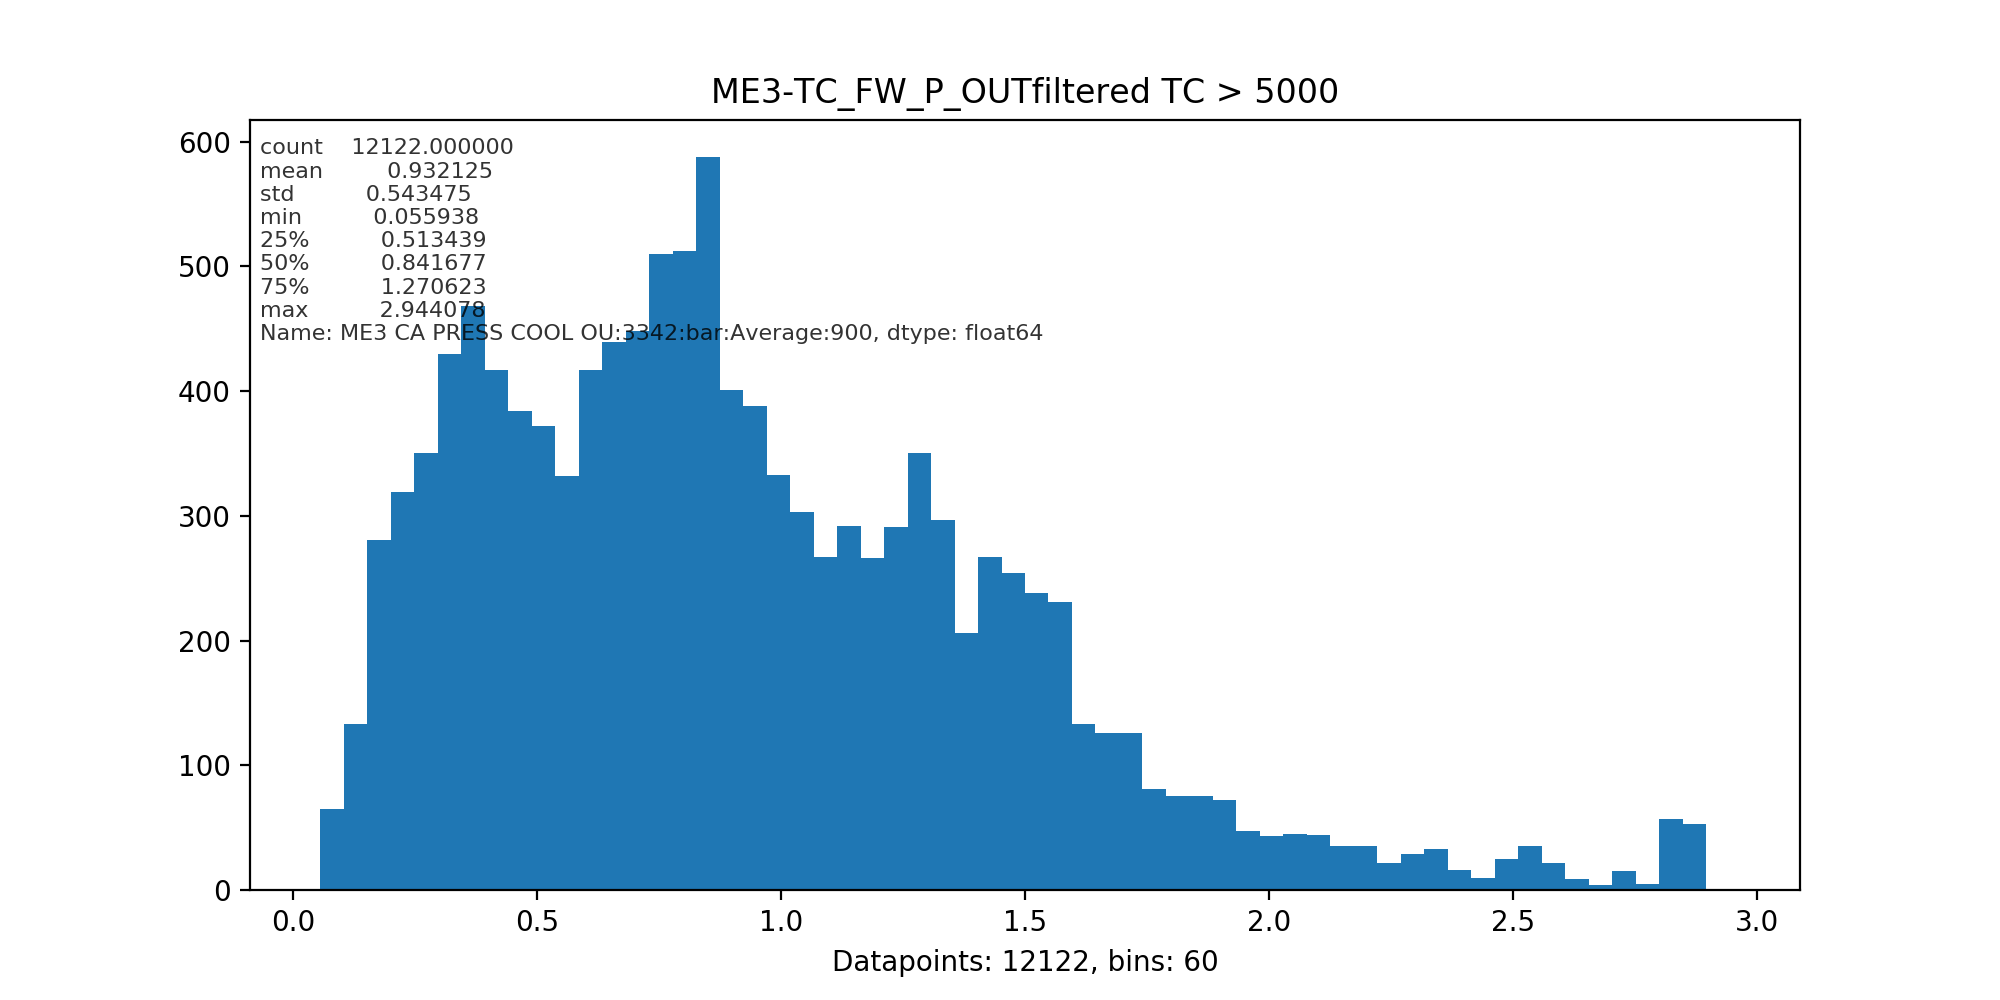 ME3-TC_FW_P_OUTfiltered TC > 5000
600
500
400
300
200
100
0
count 12122.000000
mean 0.932125
std 0.543475
min 0.055938
25% 0.513439
50% 0.841677
75% 1.270623
max 2.944078
Name: ME3 CA PRESS COOL OU:3342:bar:Average:900, dtype: float64
0.0 0.5 1.0 1.5 2.0 2.5 3.0
Datapoints: 12122, bins: 60